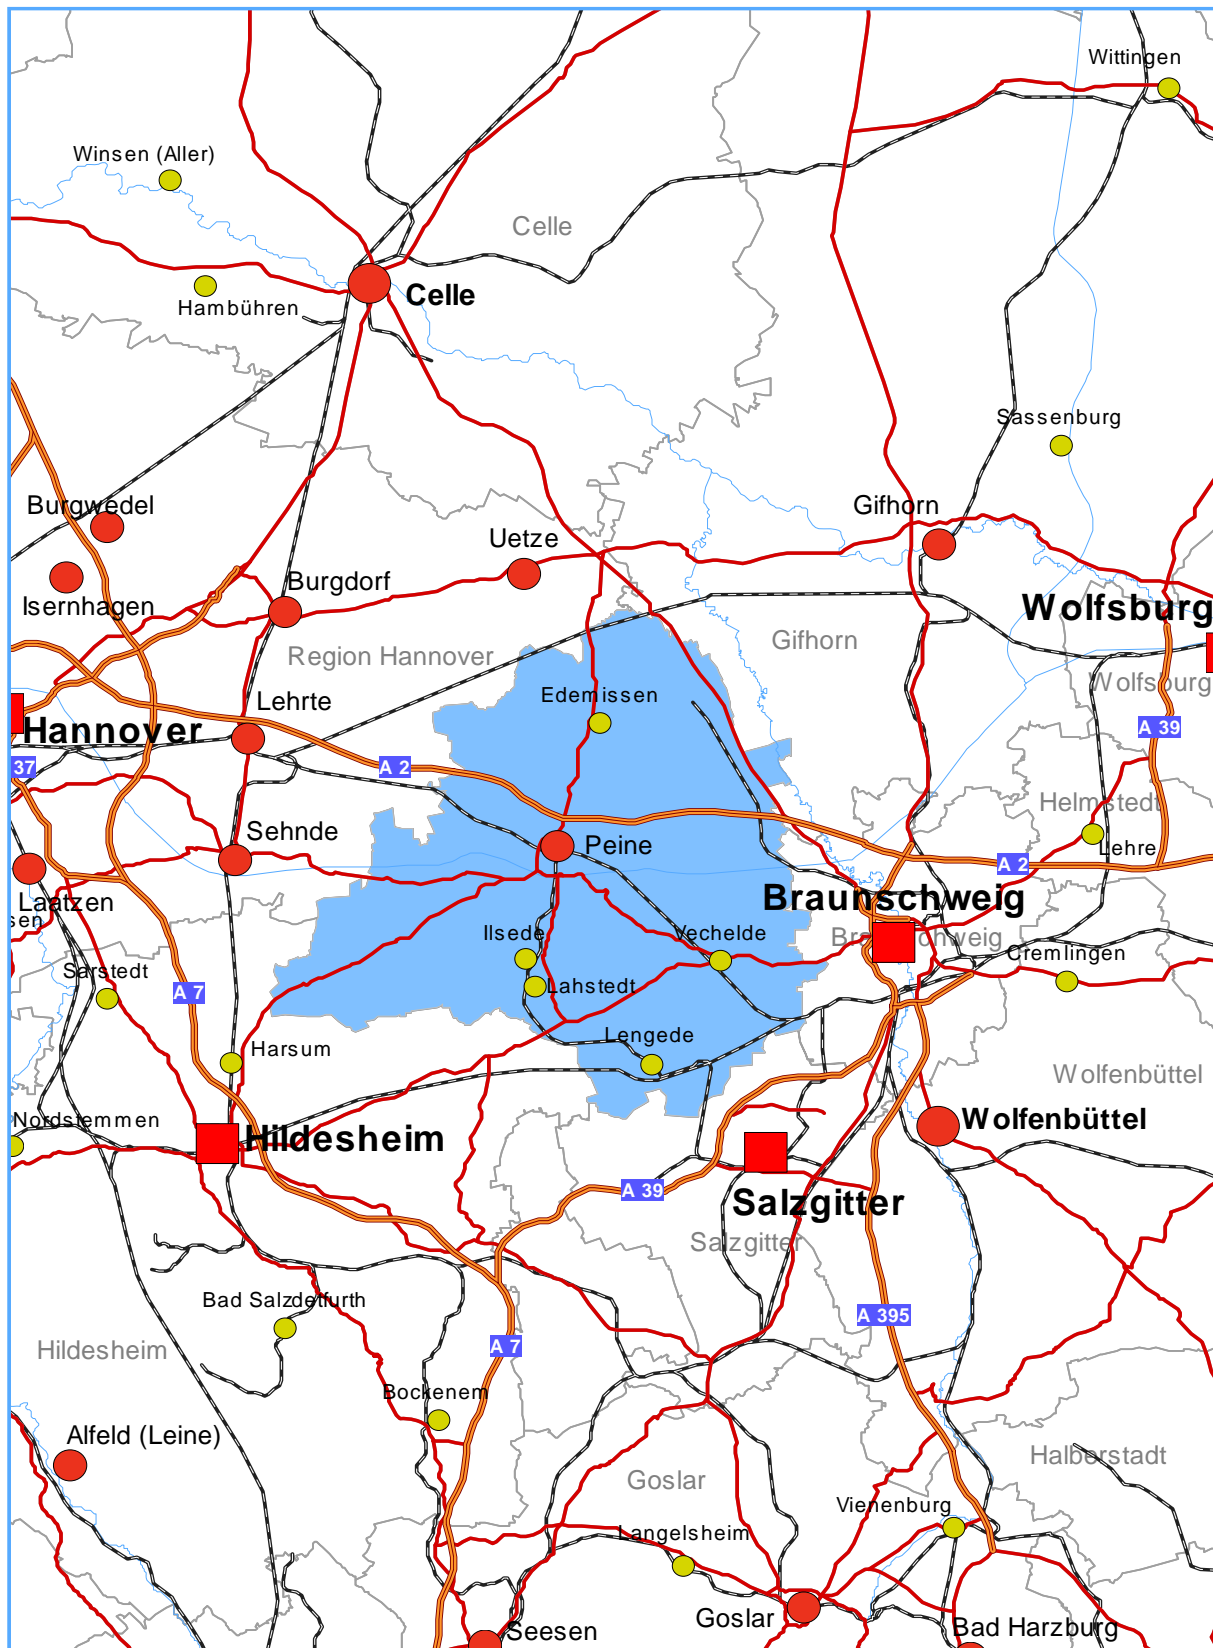 Wittingen
Winsen (Aller)
Celle
Hambühren
Celle
Sassenburg
Burgwedel
Gifhorn
Uetze
Isernhagen
Burgdorf
Wolfsburg
Region Hannover
Gifhorn
Edemissen
Wolfsburg
Lehrte
Hannover
A 39
37
A 2
Helmstedt
Sehnde
Peine
Lehre
A 2
Laatzen
Braunschweig
sen
Ilsede
Vechelde
Braunschweig
Cremlingen
Sarstedt
A 7
Lahstedt
Harsum
Lengede
Wolfenbüttel
Nordstemmen
Hildesheim
Wolfenbüttel
A 39
Salzgitter
Salzgitter
Bad Salzdetfurth
A 395
Hildesheim
A 7
Bockenem
Alfeld (Leine)
Goslar
Halberstadt
Vienenburg
Langelsheim
Goslar
Seesen
Bad Harzburg